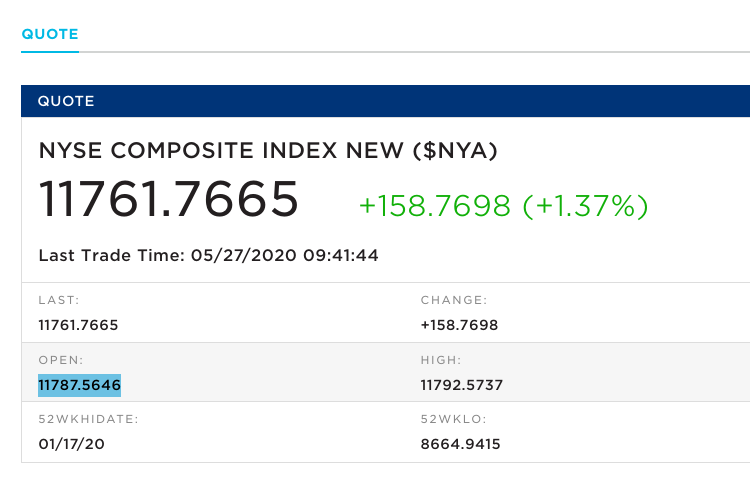 QUOTE
QUOTE
NYSE COMPOSITE INDEX NEW ($NYA)
11761.7665 +158.7698 (+1.37%)
Last Trade Time: 05/27/2020 09:41:44
LAST: CHANGE:
11761.7665 +158.7698
OPEN: HIGH:
11787.5646 11792.5737
52WKHIDATE: 52WKLO:
01/17/20 8664.9415